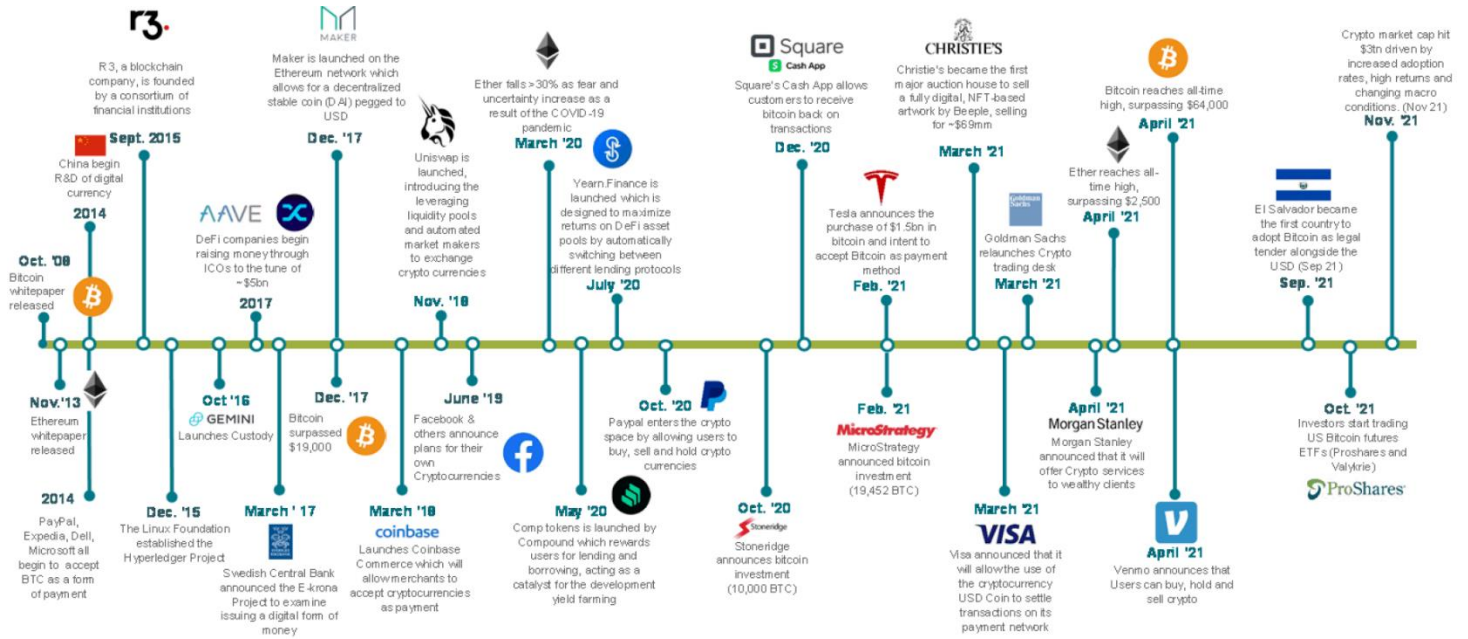 r3.
R3, a blockchain
company, is founded
by a consortium of
financial institutions
Sept. 2015
MAKER
Maker is launched on the
Ethereum network which
allows for a decentralized
stable coin (DAI) pegged to
USD
Dec. '17
Ether falls >30% as fear and
uncertainty increase as a
result of the COVID-19
pandemic
March '20
Square
$ Cash App
Square's Cash App allows
customers to receive
bitcoin back on
transactions
Dec. '20
CHRISTIE'S
Christie's became the first
major auction house to sell
a fully digital, NFT-based
artwork by Beeple, selling
for ~$69mm
March '21
Bitcoin reaches all-time
high, surpassing $64,000
April '21
Crypto market cap hit
$3tn driven by
increased adoption
rates, high returns and
changing macro
conditions. (Nov 21)
Nov. '21
China begin
R&D of digital
currency
2014
Oct. '08
Bitcoin
whitepaper
released
AAVE
DeFi companies begin
raising money through
ICOs to the tune of
~$5bn
2017
Uniswap is
launched,
introducing the
leveraging
liquidity pools
and automated
market makers
to exchange
crypto currencies
Nov. '18
Yearn.Finance is
launched which is
designed to maximize
returns on DeFi asset
pools by automatically
switching between
different lending protocols
July '20
Tesla announces the
purchase of $1.5bn in
bitcoin and intent to
accept Bitcoin as payment
method
Feb. '21
Goldman
Sachs
Goldman Sachs
relaunches Crypto
trading desk
March '21
Ether reaches all-
time high,
surpassing $2,500
April '21
El Salvador became
the first country to
adopt Bitcoin as legal
tender alongside the
USD (Sep 21)
Sep. '21
Nov.'13
Ethereum
whitepaper
released
2014
PayPal,
Expedia, Dell,
Microsoft all
begin to accept
BTC as a form
of payment
Dec. '15
The Linux Foundation
established the
Hyperledger Project
Oct '16
GEMINI
Launches Custody
March '17
Swedish Central Bank
announced the E-krona
Project to examine
issuing a digital form of
money
Dec. '17
Bitcoin
surpassed
$19,000
March '18
coinbase
Launches Coinbase
Commerce which will
allow merchants to
accept cryptocurrencies
as payment
June '19
Facebook &
others announce
plans for their
own
Cryptocurrencies
May '20
Comp tokens is launched by
Compound which rewards
users for lending and
borrowing, acting as a
catalyst for the development
yield farming
Oct. '20
Paypal enters the crypto
space by allowing users to
buy, sell and hold crypto
currencies
Oct. '20
Stoneridge
Stoneridge
announces bitcoin
investment
(10,000 BTC)
Feb. '21
MicroStrategy
MicroStrategy
announced bitcoin
investment
(19,452 BTC)
March '21
VISA
Visa announced that it
will allow the use of
the cryptocurrency
USD Coin to settle
transactions on its
payment network
April '21
Morgan Stanley
Morgan Stanley
announced that it will
offer Crypto services
to wealthy clients
April '21
Venmo announces that
Users can buy, hold and
sell crypto
Oct. '21
Investors start trading
US Bitcoin futures
ETFs (Proshares and
Valykrie)
ProShares